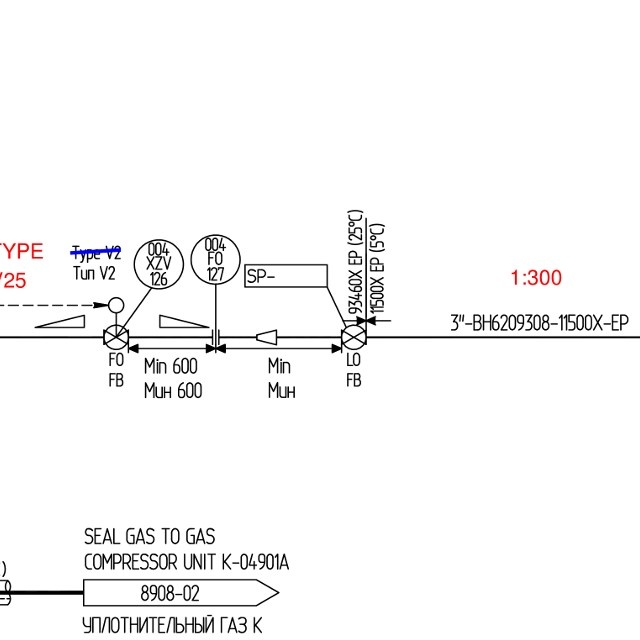 TYPE
V25
Type V2
Тип V2
004
XZV
126
004
FO
127
SP-
93460X EP (25°C)
11500X EP (5°C)
1:300
3"-BH6209308-11500X-EP
FO
FB
Min 600
Мин 600
Min
Мин
LO
FB
SEAL GAS TO GAS
COMPRESSOR UNIT K-04901A
)
8908-02
УПЛОТНИТЕЛЬНЫЙ ГАЗ К